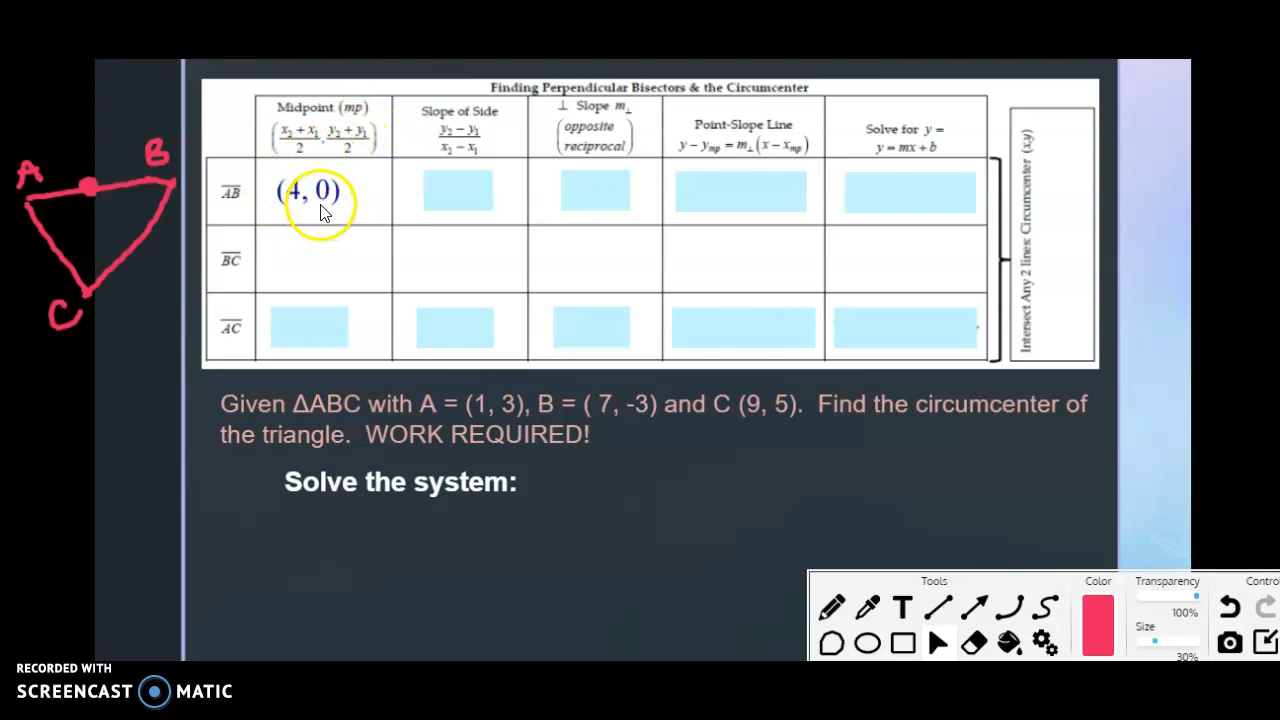 Finding Perpendicular Bisectors & the Circumcenter
Midpoint (mp)
(x₂ + x₁ / 2, y₂ + y₁ / 2)
Slope of Side
y₂ − y₁ / x₂ − x₁
⊥ Slope m⊥
(opposite
reciprocal)
Point-Slope Line
y − yₘₚ = m⊥(x − xₘₚ)
Solve for y =
y = mx + b
AB
(4, 0)
BC
AC
Intersect Any 2 lines: Circumcenter (x,y)
A
B
C
Given ΔABC with A = (1, 3), B = ( 7, -3) and C (9, 5). Find the circumcenter of
the triangle. WORK REQUIRED!
Solve the system:
Tools
Color
Transparency
Contro
100%
Size
30%
T
RECORDED WITH
SCREENCAST MATIC